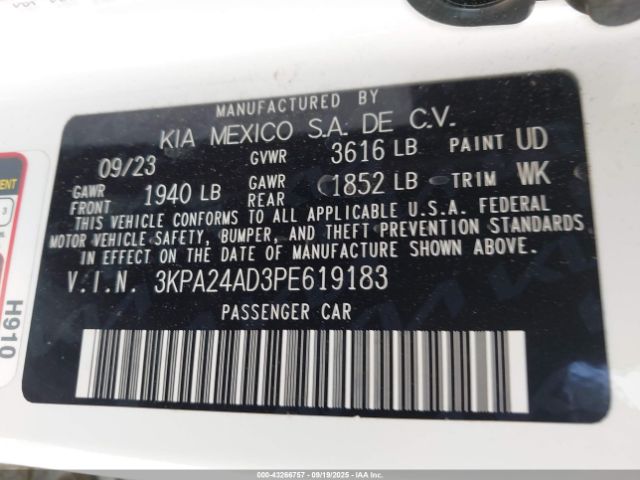 MANUFACTURED BY
KIA MEXICO S.A. DE C.V.
09/23 GVWR 3616 LB PAINT UD
GAWR FRONT 1940 LB GAWR REAR 1852 LB TRIM WK
THIS VEHICLE CONFORMS TO ALL APPLICABLE U.S.A. FEDERAL
MOTOR VEHICLE SAFETY, BUMPER, AND THEFT PREVENTION STANDARDS
IN EFFECT ON THE DATE OF MANUFACTURE SHOWN ABOVE.
V.I.N. 3KPA24AD3PE619183
PASSENGER CAR
H910
000-43266757 - 09/19/2025 - Copyright IAA, LLC